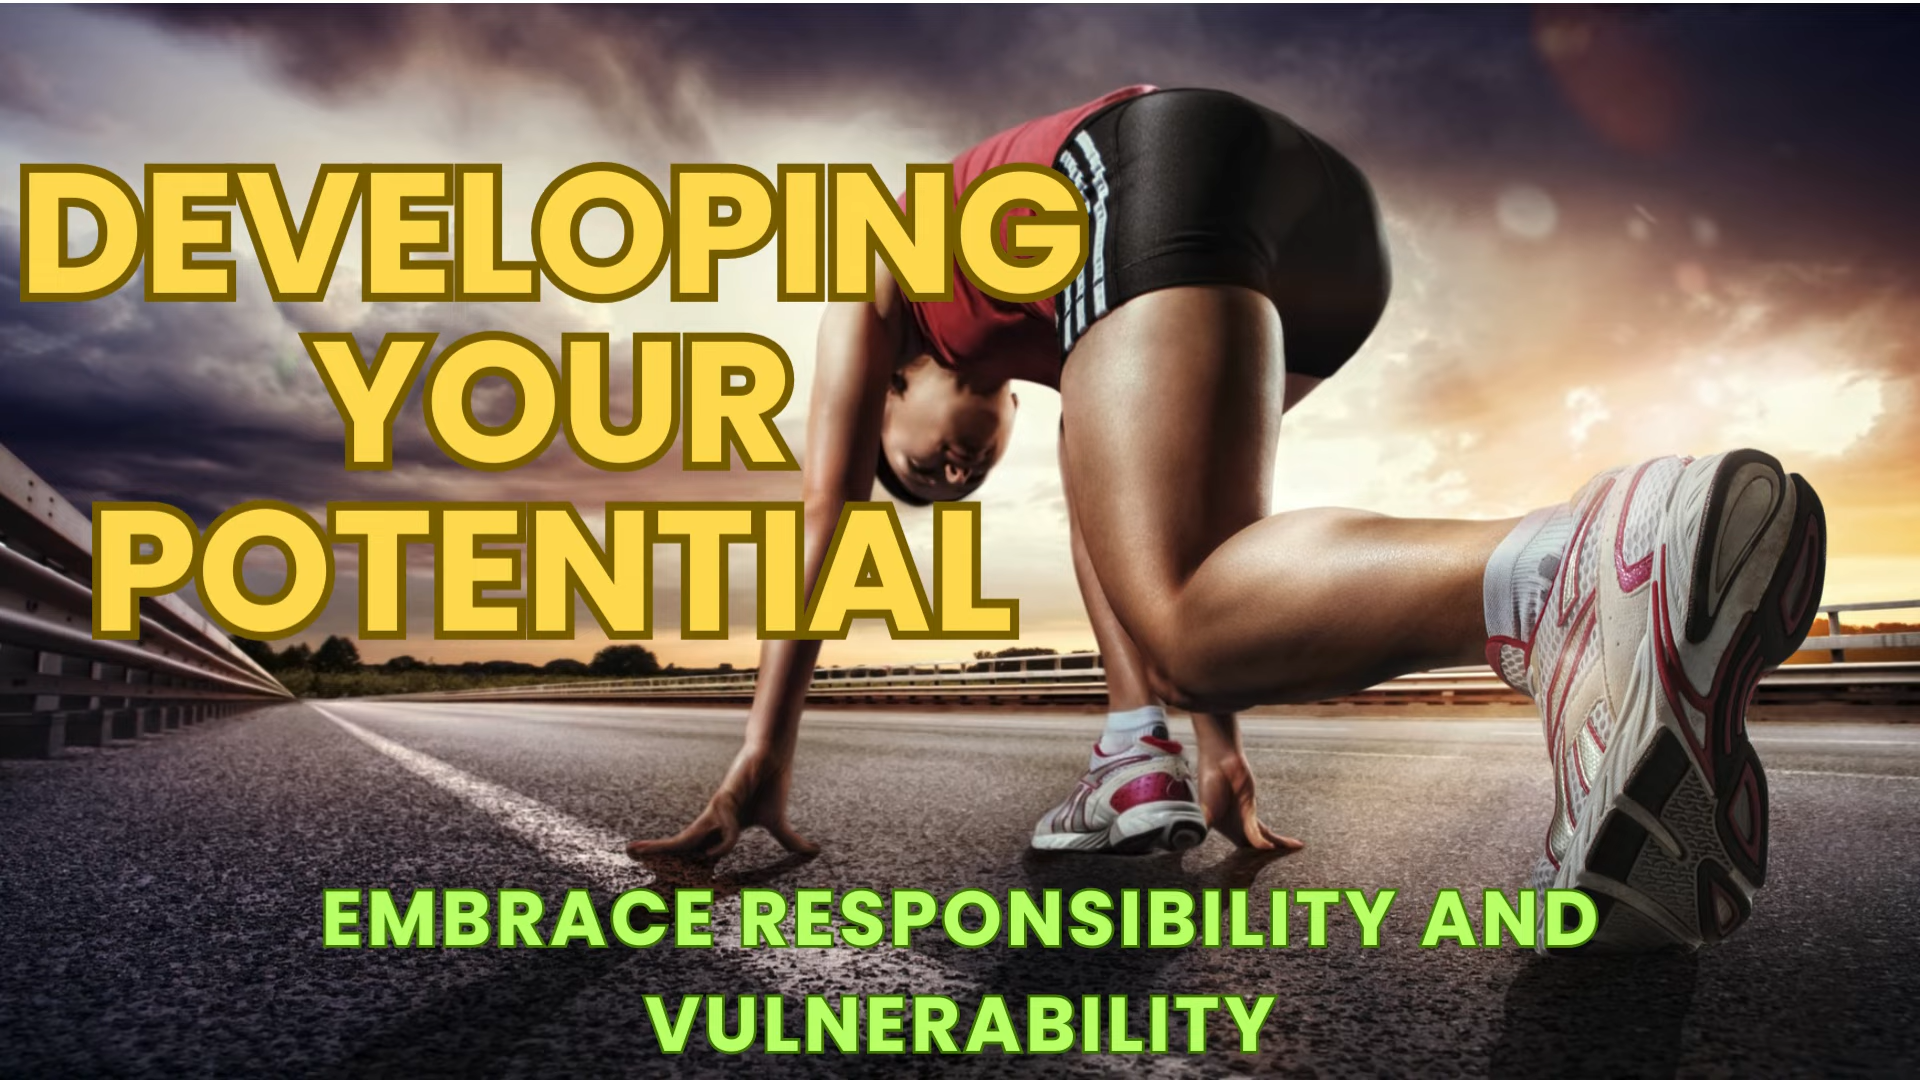 DEVELOPING
YOUR
POTENTIAL
EMBRACE RESPONSIBILITY AND
VULNERABILITY